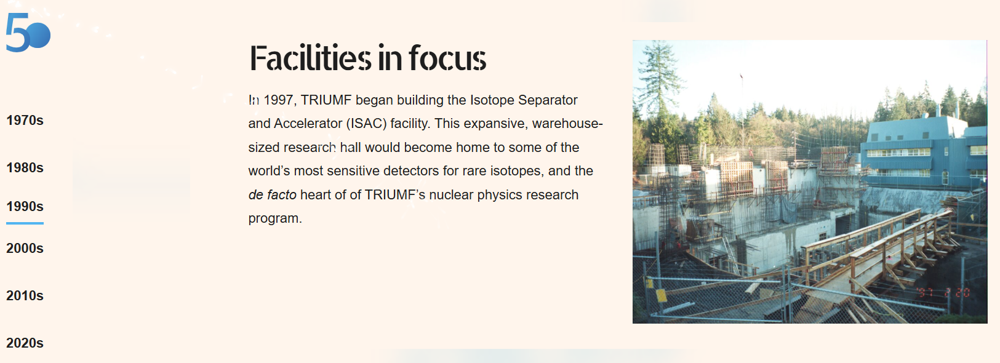 50
1970s
1980s
1990s
2000s
2010s
2020s
Facilities in focus
In 1997, TRIUMF began building the Isotope Separator
and Accelerator (ISAC) facility. This expansive, warehouse-
sized research hall would become home to some of the
world’s most sensitive detectors for rare isotopes, and the
de facto heart of of TRIUMF’s nuclear physics research
program.
'97 2 20